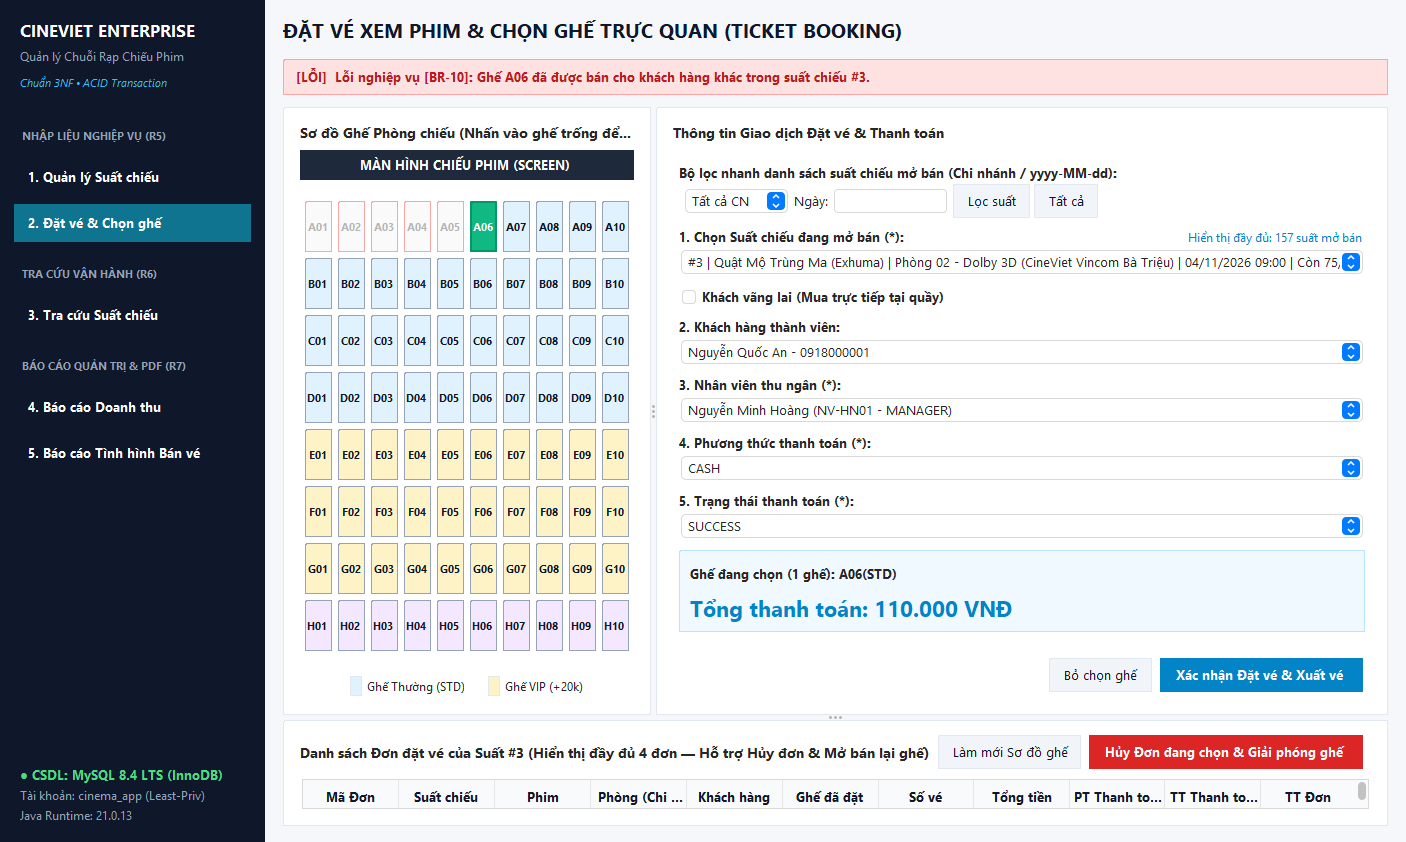 CINEVIET ENTERPRISE
Quản lý Chuỗi Rạp Chiếu Phim
Chuẩn 3NF • ACID Transaction
NHẬP LIỆU NGHIỆP VỤ (R5)
1. Quản lý Suất chiếu
2. Đặt vé & Chọn ghế
TRA CỨU VẬN HÀNH (R6)
3. Tra cứu Suất chiếu
BÁO CÁO QUẢN TRỊ & PDF (R7)
4. Báo cáo Doanh thu
5. Báo cáo Tình hình Bán vé
● CSDL: MySQL 8.4 LTS (InnoDB)
Tài khoản: cinema_app (Least-Priv)
Java Runtime: 21.0.13
ĐẶT VÉ XEM PHIM & CHỌN GHẾ TRỰC QUAN (TICKET BOOKING)
[LỖI] Lỗi nghiệp vụ [BR-10]: Ghế A06 đã được bán cho khách hàng khác trong suất chiếu #3.
Sơ đồ Ghế Phòng chiếu (Nhấn vào ghế trống để...
MÀN HÌNH CHIẾU PHIM (SCREEN)
A01 A02 A03 A04 A05 A06 A07 A08 A09 A10
B01 B02 B03 B04 B05 B06 B07 B08 B09 B10
C01 C02 C03 C04 C05 C06 C07 C08 C09 C10
D01 D02 D03 D04 D05 D06 D07 D08 D09 D10
E01 E02 E03 E04 E05 E06 E07 E08 E09 E10
F01 F02 F03 F04 F05 F06 F07 F08 F09 F10
G01 G02 G03 G04 G05 G06 G07 G08 G09 G10
H01 H02 H03 H04 H05 H06 H07 H08 H09 H10
Ghế Thường (STD) Ghế VIP (+20k)
Thông tin Giao dịch Đặt vé & Thanh toán
Bộ lọc nhanh danh sách suất chiếu mở bán (Chi nhánh / yyyy-MM-dd):
Tất cả CN Ngày: Lọc suất Tất cả
1. Chọn Suất chiếu đang mở bán (*): Hiển thị đầy đủ: 157 suất mở bán
#3 | Quật Mộ Trùng Ma (Exhuma) | Phòng 02 - Dolby 3D (CineViet Vincom Bà Triệu) | 04/11/2026 09:00 | Còn 75,
Khách vãng lai (Mua trực tiếp tại quầy)
2. Khách hàng thành viên:
Nguyễn Quốc An - 0918000001
3. Nhân viên thu ngân (*):
Nguyễn Minh Hoàng (NV-HN01 - MANAGER)
4. Phương thức thanh toán (*):
CASH
5. Trạng thái thanh toán (*):
SUCCESS
Ghế đang chọn (1 ghế): A06(STD)
Tổng thanh toán: 110.000 VNĐ
Bỏ chọn ghế Xác nhận Đặt vé & Xuất vé
Danh sách Đơn đặt vé của Suất #3 (Hiển thị đầy đủ 4 đơn — Hỗ trợ Hủy đơn & Mở bán lại ghế) Làm mới Sơ đồ ghế Hủy Đơn đang chọn & Giải phóng ghế
Mã Đơn Suất chiếu Phim Phòng (Chi ... Khách hàng Ghế đã đặt Số vé Tổng tiền PT Thanh to... TT Thanh to... TT Đơn